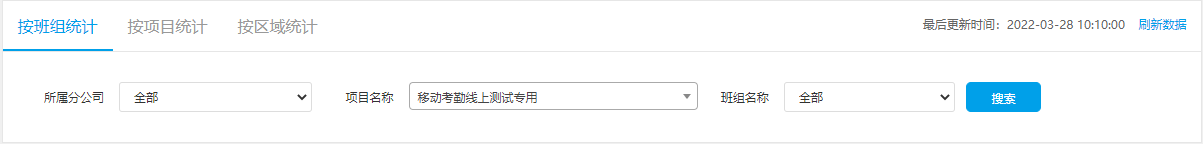 按班组统计 按项目统计 按区域统计 最后更新时间：2022-03-28 10:10:00 刷新数据
所属分公司 全部 项目名称 移动考勤线上测试专用 班组名称 全部 搜索